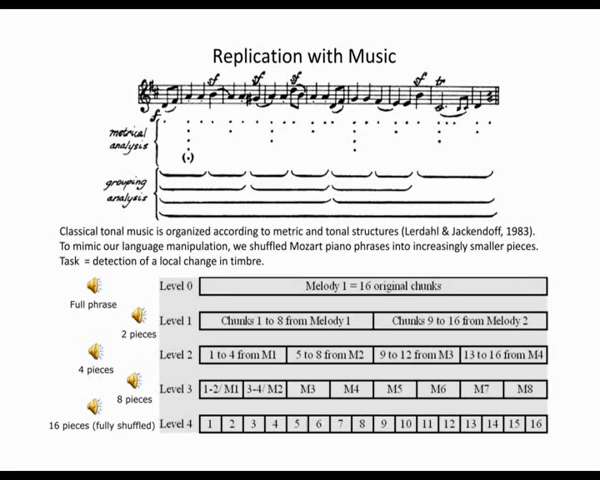 Replication with Music
sf sf sf sf tr
f
metrical
analysis
(·)
grouping
analysis
Classical tonal music is organized according to metric and tonal structures (Lerdahl & Jackendoff, 1983).
To mimic our language manipulation, we shuffled Mozart piano phrases into increasingly smaller pieces.
Task = detection of a local change in timbre.
Level 0 Melody 1 = 16 original chunks
Full phrase
Level 1 Chunks 1 to 8 from Melody 1 Chunks 9 to 16 from Melody 2
2 pieces
Level 2 1 to 4 from M1 5 to 8 from M2 9 to 12 from M3 13 to 16 from M4
4 pieces
Level 3 1-2/ M1 3-4/ M2 M3 M4 M5 M6 M7 M8
8 pieces
16 pieces (fully shuffled) Level 4 1 2 3 4 5 6 7 8 9 10 11 12 13 14 15 16